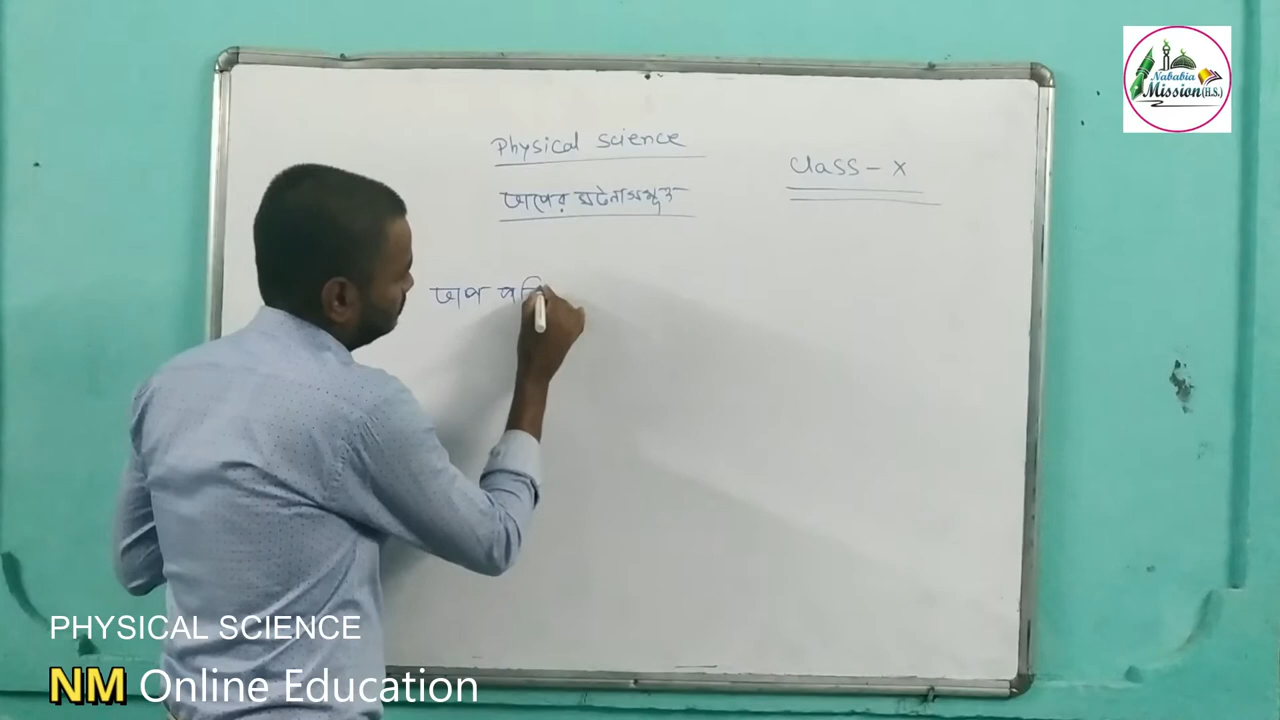 Nababia
Mission(H.S.)
Physical Science
Class - X
তাপের ঘটনাসমূহ
তাপ
PHYSICAL SCIENCE
NM Online Education